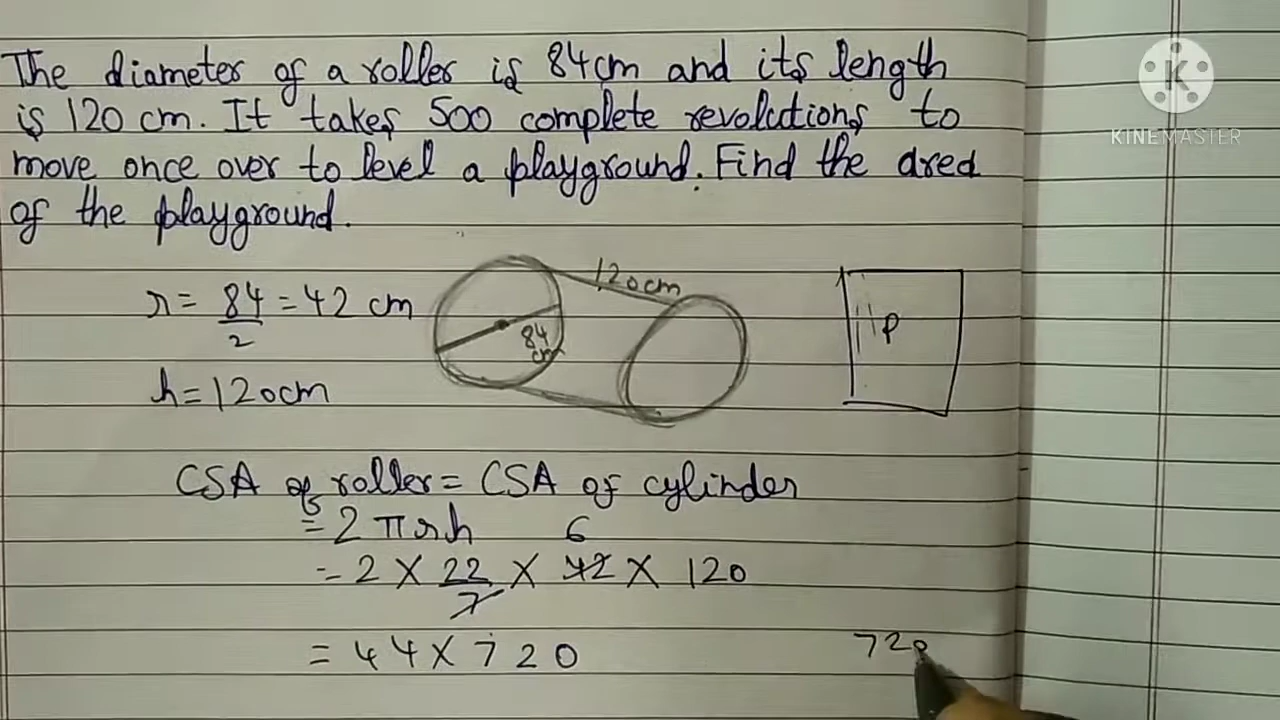 The diameter of a roller is 84cm and its length
is 120 cm. It takes 500 complete revolutions to
move once over to level a playground. Find the area
of the playground.
r = 84/2 = 42 cm
h = 120cm
120cm
84 cm
P
CSA of roller = CSA of cylinder
= 2 π r h
6
= 2 × 22/7 × 42 × 120
= 44 × 720
720
K
KINEMASTER